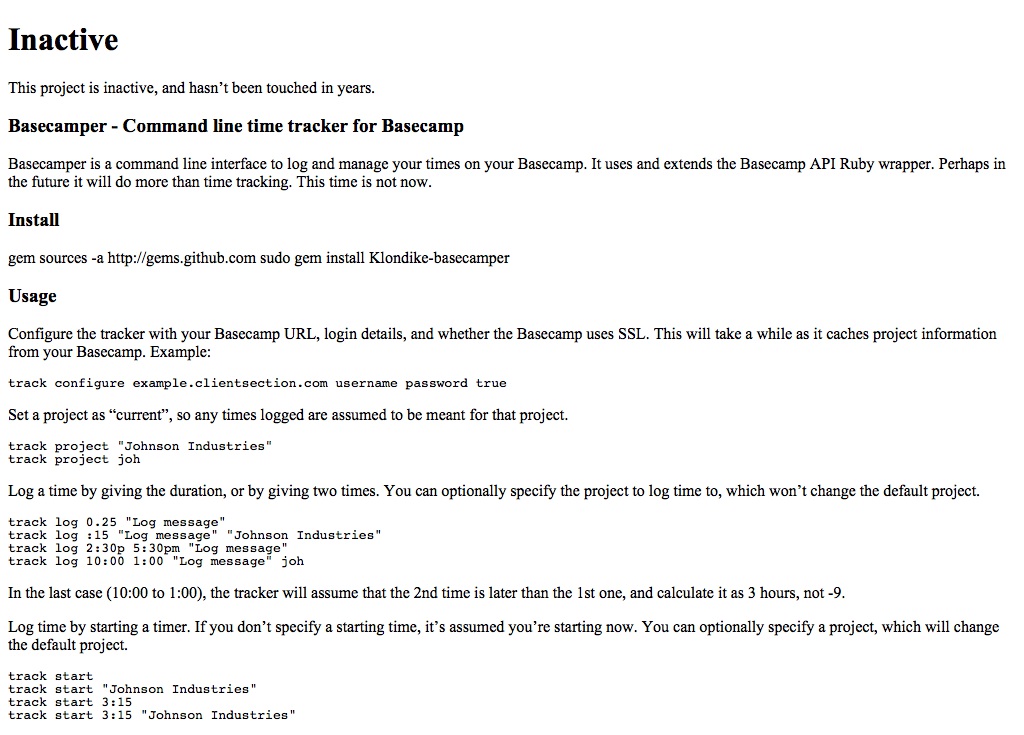 Inactive
This project is inactive, and hasn’t been touched in years.
Basecamper - Command line time tracker for Basecamp
Basecamper is a command line interface to log and manage your times on your Basecamp. It uses and extends the Basecamp API Ruby wrapper. Perhaps in
the future it will do more than time tracking. This time is not now.
Install
gem sources -a http://gems.github.com sudo gem install Klondike-basecamper
Usage
Configure the tracker with your Basecamp URL, login details, and whether the Basecamp uses SSL. This will take a while as it caches project information
from your Basecamp. Example:
track configure example.clientsection.com username password true
Set a project as “current”, so any times logged are assumed to be meant for that project.
track project "Johnson Industries"
track project joh
Log a time by giving the duration, or by giving two times. You can optionally specify the project to log time to, which won’t change the default project.
track log 0.25 "Log message"
track log :15 "Log message" "Johnson Industries"
track log 2:30p 5:30pm "Log message"
track log 10:00 1:00 "Log message" joh
In the last case (10:00 to 1:00), the tracker will assume that the 2nd time is later than the 1st one, and calculate it as 3 hours, not -9.
Log time by starting a timer. If you don’t specify a starting time, it’s assumed you’re starting now. You can optionally specify a project, which will change
the default project.
track start
track start "Johnson Industries"
track start 3:15
track start 3:15 "Johnson Industries"